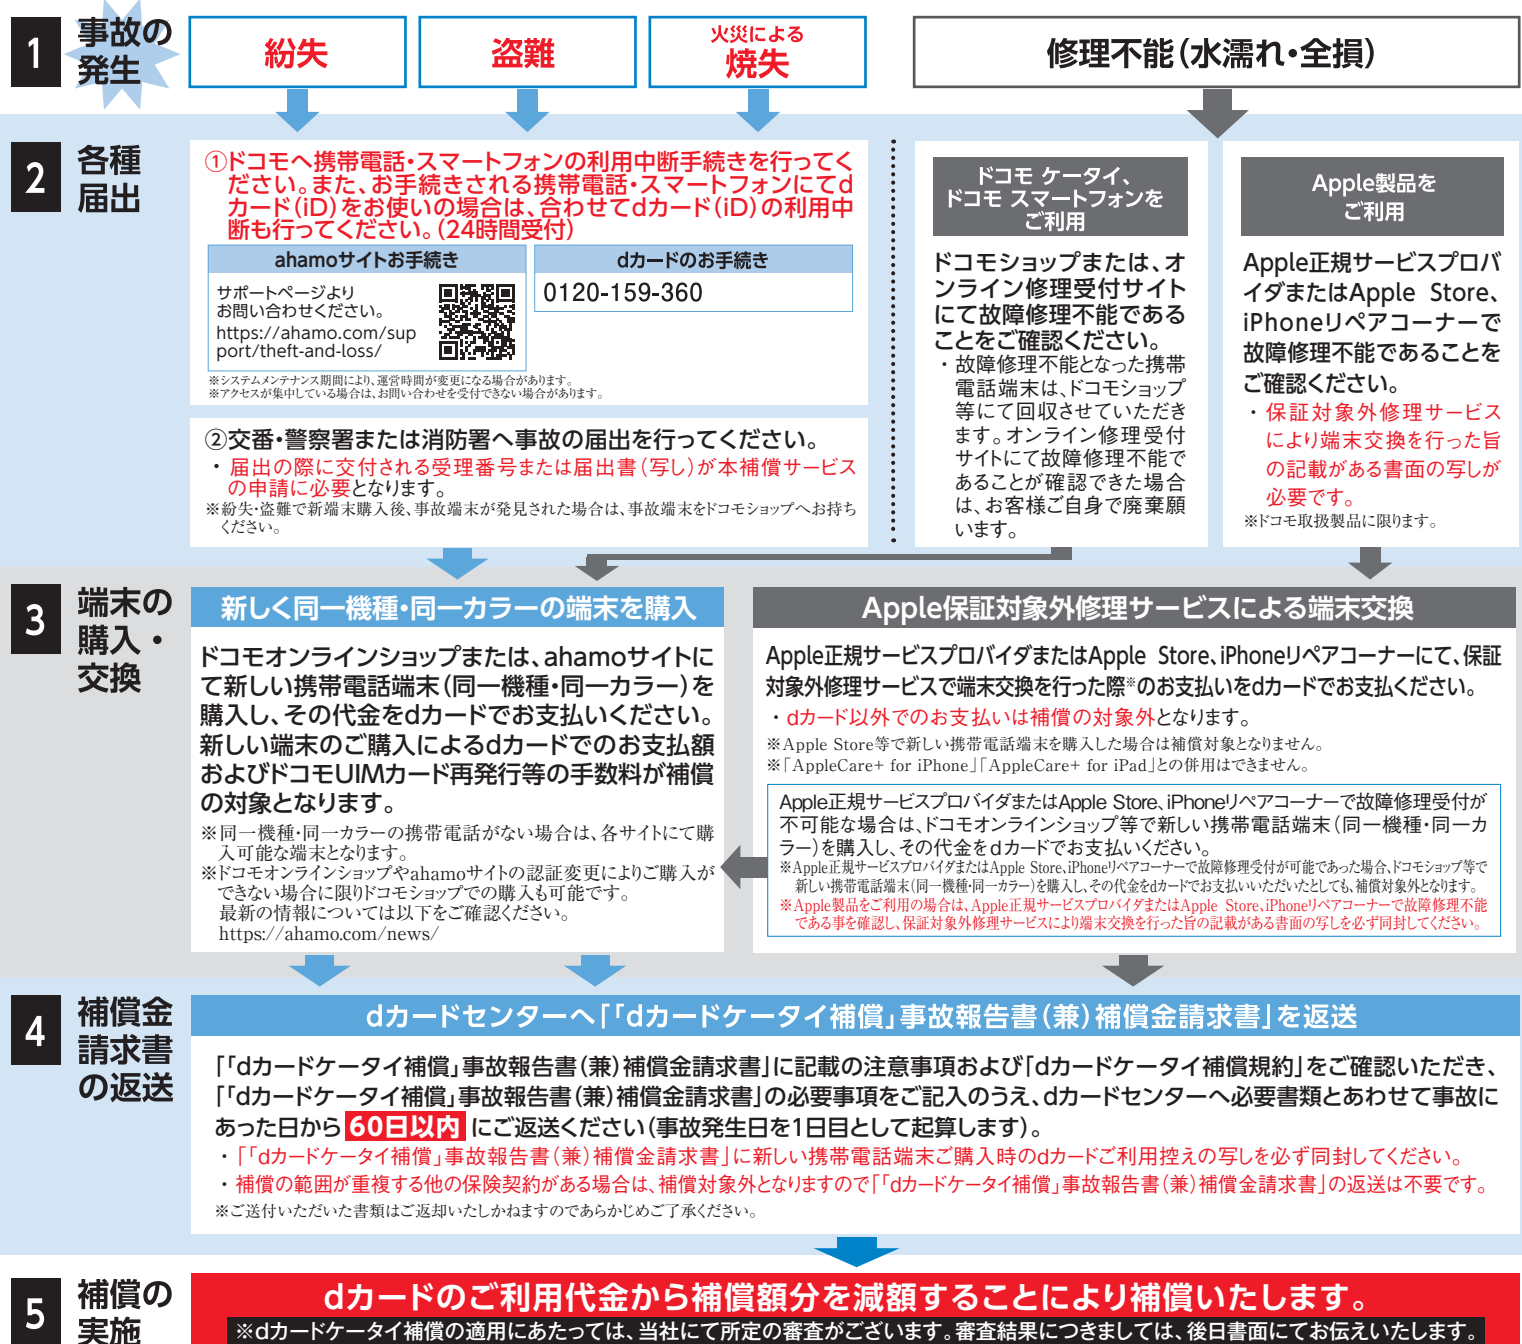 1
事故の
発生
紛失
盗難
火災による
焼失
修理不能(水濡れ・全損)
2
各種
届出
①ドコモへ携帯電話・スマートフォンの利用中断手続きを行ってく
ださい。また、お手続きされる携帯電話・スマートフォンにてd
カード(iD)をお使いの場合は、合わせてdカード(iD)の利用中
断も行ってください。(24時間受付)
ahamoサイトお手続き
サポートページより
お問い合わせください。
https://ahamo.com/sup
port/theft-and-loss/
dカードのお手続き
0120-159-360
※システムメンテナンス期間により、運営時間が変更になる場合があります。
※アクセスが集中している場合は、お問い合わせを受付できない場合があります。
②交番・警察署または消防署へ事故の届出を行ってください。
・届出の際に交付される受理番号または届出書(写し)が本補償サービス
の申請に必要となります。
※紛失・盗難で新端末購入後、事故端末が発見された場合は、事故端末をドコモショップへお持ち
ください。
ドコモ ケータイ、
ドコモ スマートフォンを
ご利用
ドコモショップまたは、オ
ンライン修理受付サイト
にて故障修理不能である
ことをご確認ください。
・故障修理不能となった携帯
電話端末は、ドコモショップ
等にて回収させていただき
ます。オンライン修理受付
サイトにて故障修理不能で
あることが確認できた場合
は、お客様ご自身で廃棄願
います。
Apple製品を
ご利用
Apple正規サービスプロバ
イダまたはApple Store、
iPhoneリペアコーナーで
故障修理不能であることを
ご確認ください。
・保証対象外修理サービス
により端末交換を行った旨
の記載がある書面の写しが
必要です。
※ドコモ取扱製品に限ります。
3
端末の
購入・
交換
新しく同一機種・同一カラーの端末を購入
ドコモオンラインショップまたは、ahamoサイトに
て新しい携帯電話端末(同一機種・同一カラー)を
購入し、その代金をdカードでお支払いください。
新しい端末のご購入によるdカードでのお支払額
およびドコモUIMカード再発行等の手数料が補償
の対象となります。
※同一機種・同一カラーの携帯電話がない場合は、各サイトにて購
入可能な端末となります。
※ドコモオンラインショップやahamoサイトの認証変更によりご購入が
できない場合に限りドコモショップでの購入も可能です。
最新の情報については以下をご確認ください。
https://ahamo.com/news/
Apple保証対象外修理サービスによる端末交換
Apple正規サービスプロバイダまたはApple Store、iPhoneリペアコーナーにて、保証
対象外修理サービスで端末交換を行った際※のお支払いをdカードでお支払ください。
・dカード以外でのお支払いは補償の対象外となります。
※Apple Store等で新しい携帯電話端末を購入した場合は補償対象となりません。
※「AppleCare+ for iPhone」「AppleCare+ for iPad」との併用はできません。
Apple正規サービスプロバイダまたはApple Store、iPhoneリペアコーナーで故障修理受付が
不可能な場合は、ドコモオンラインショップ等で新しい携帯電話端末(同一機種・同一カ
ラー)を購入し、その代金をdカードでお支払いください。
※Apple正規サービスプロバイダまたはApple Store、iPhoneリペアコーナーで故障修理受付が可能であった場合、ドコモショップ等で
新しい携帯電話端末(同一機種・同一カラー)を購入し、その代金をdカードでお支払いいただいたとしても、補償対象外となります。
※Apple製品をご利用の場合は、Apple正規サービスプロバイダまたはApple Store、iPhoneリペアコーナーで故障修理不能
である事を確認し、保証対象外修理サービスにより端末交換を行った旨の記載がある書面の写しを必ず同封してください。
4
補償金
請求書
の返送
dカードセンターへ「「dカードケータイ補償」事故報告書(兼)補償金請求書」を返送
「「dカードケータイ補償」事故報告書(兼)補償金請求書」に記載の注意事項および「dカードケータイ補償規約」をご確認いただき、
「「dカードケータイ補償」事故報告書(兼)補償金請求書」の必要事項をご記入のうえ、dカードセンターへ必要書類とあわせて事故に
あった日から 60日以内 にご返送ください(事故発生日を1日目として起算します)。
・「「dカードケータイ補償」事故報告書(兼)補償金請求書」に新しい携帯電話端末ご購入時のdカードご利用控えの写しを必ず同封してください。
・補償の範囲が重複する他の保険契約がある場合は、補償対象外となりますので「「dカードケータイ補償」事故報告書(兼)補償金請求書」の返送は不要です。
※ご送付いただいた書類はご返却いたしかねますのであらかじめご了承ください。
5
補償の
実施
dカードのご利用代金から補償額分を減額することにより補償いたします。
※dカードケータイ補償の適用にあたっては、当社にて所定の審査がございます。審査結果につきましては、後日書面にてお伝えいたします。